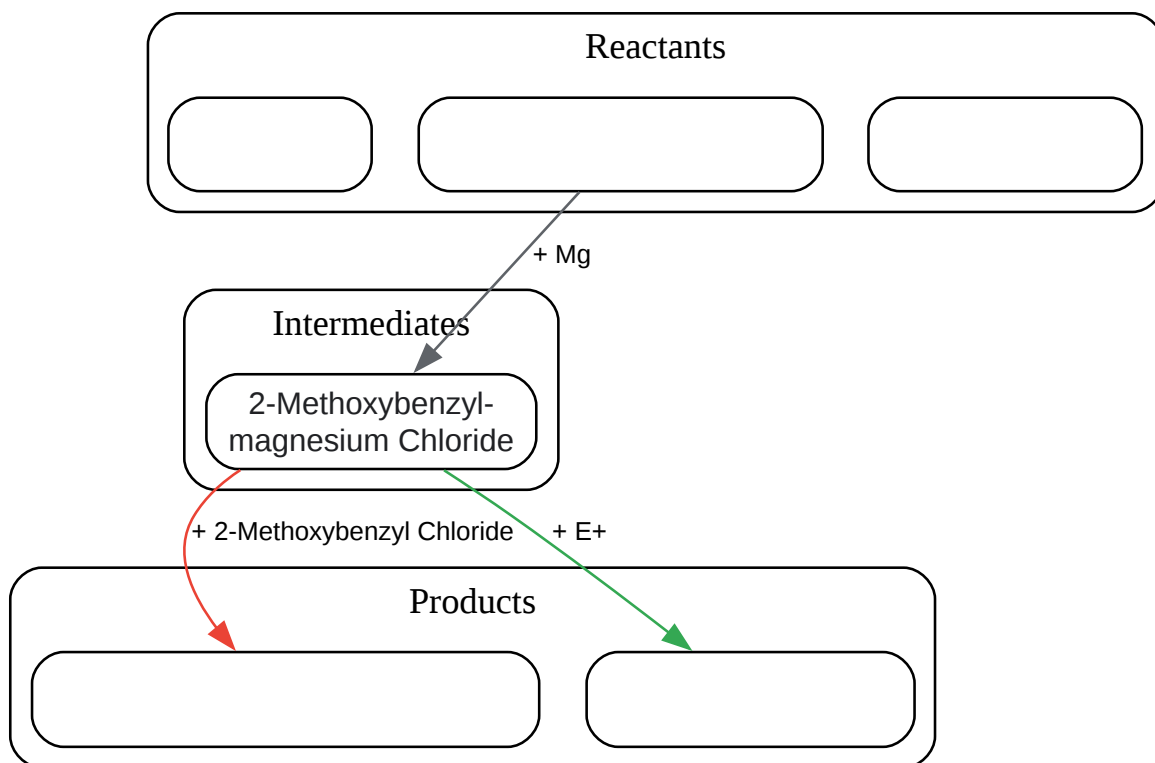 Reactants
+ Mg
Intermediates
2-Methoxybenzyl-
magnesium Chloride
+ 2-Methoxybenzyl Chloride
+ E+
Products